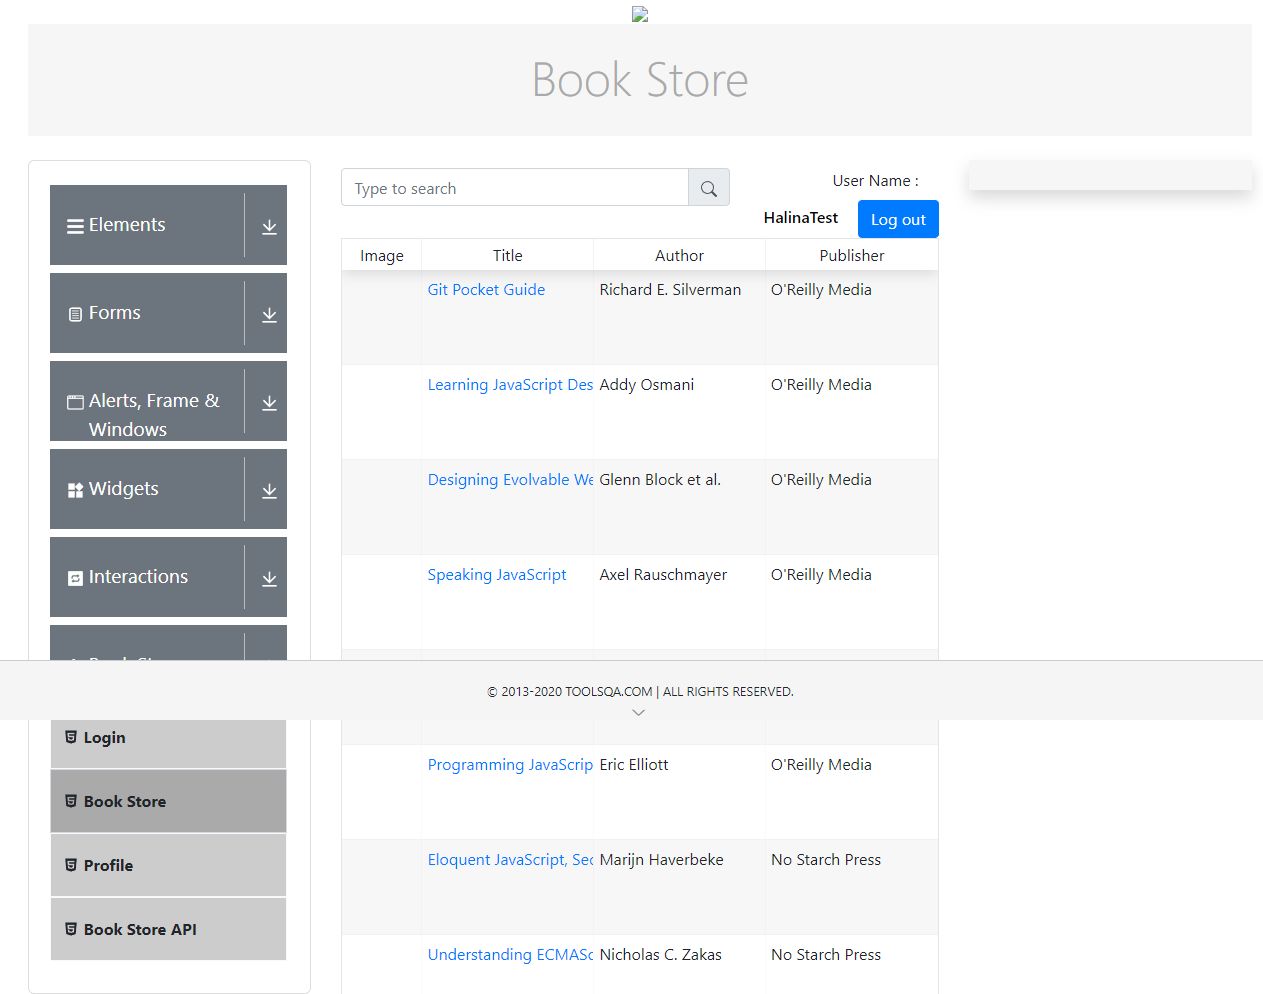 Book Store
Elements
Forms
Alerts, Frame &
Windows
Widgets
Interactions
Login
Book Store
Profile
Book Store API
Type to search
User Name :
HalinaTest
Log out
Image Title Author Publisher
Git Pocket Guide Richard E. Silverman O'Reilly Media
Learning JavaScript Des Addy Osmani O'Reilly Media
Designing Evolvable We Glenn Block et al. O'Reilly Media
Speaking JavaScript Axel Rauschmayer O'Reilly Media
© 2013-2020 TOOLSQA.COM | ALL RIGHTS RESERVED.
Programming JavaScrip Eric Elliott O'Reilly Media
Eloquent JavaScript, Sec Marijn Haverbeke No Starch Press
Understanding ECMASc Nicholas C. Zakas No Starch Press